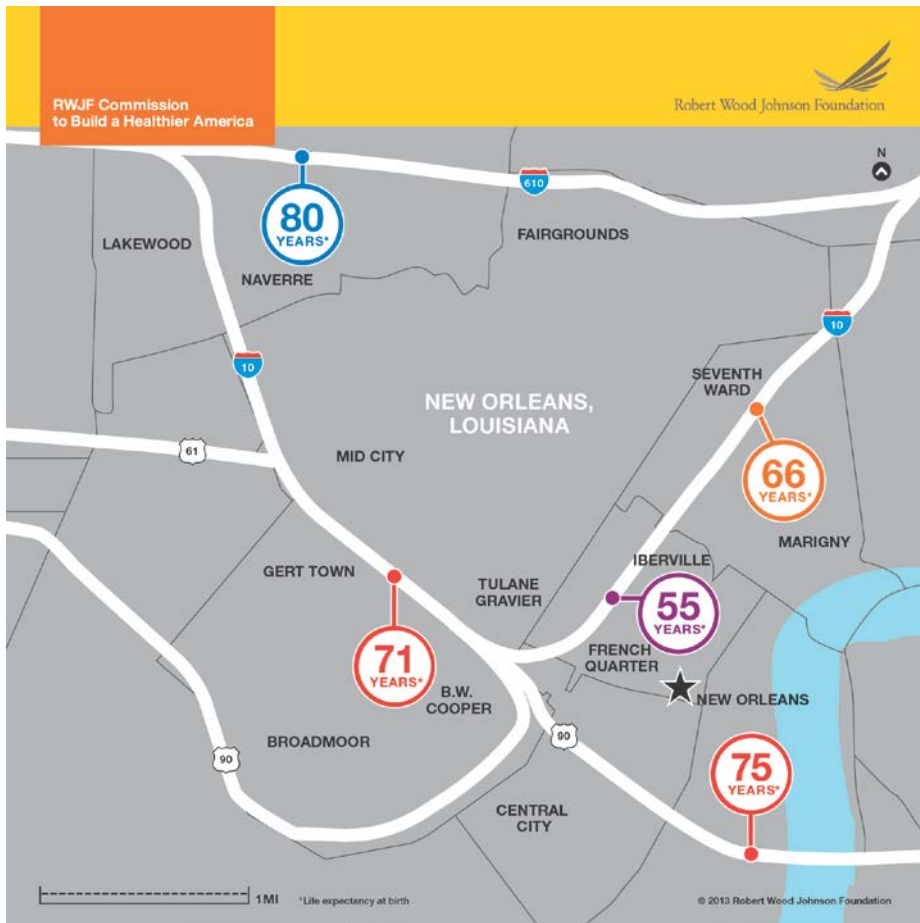 RWJF Commission
to Build a Healthier America
Robert Wood Johnson Foundation
N
610
80
YEARS*
LAKEWOOD
FAIRGROUNDS
NAVERRE
10
10
SEVENTH
WARD
NEW ORLEANS,
LOUISIANA
61
MID CITY
66
YEARS*
MARIGNY
IBERVILLE
GERT TOWN
TULANE
GRAVIER
55
YEARS*
71
YEARS*
FRENCH
QUARTER
B.W.
COOPER
NEW ORLEANS
BROADMOOR
90
90
75
YEARS*
CENTRAL
CITY
1 MI
*Life expectancy at birth
© 2013 Robert Wood Johnson Foundation